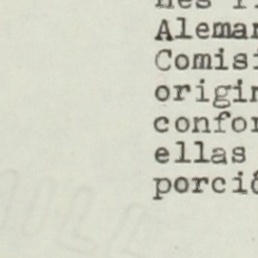 Aleman
Comisi
origin
confor
ellas
porció